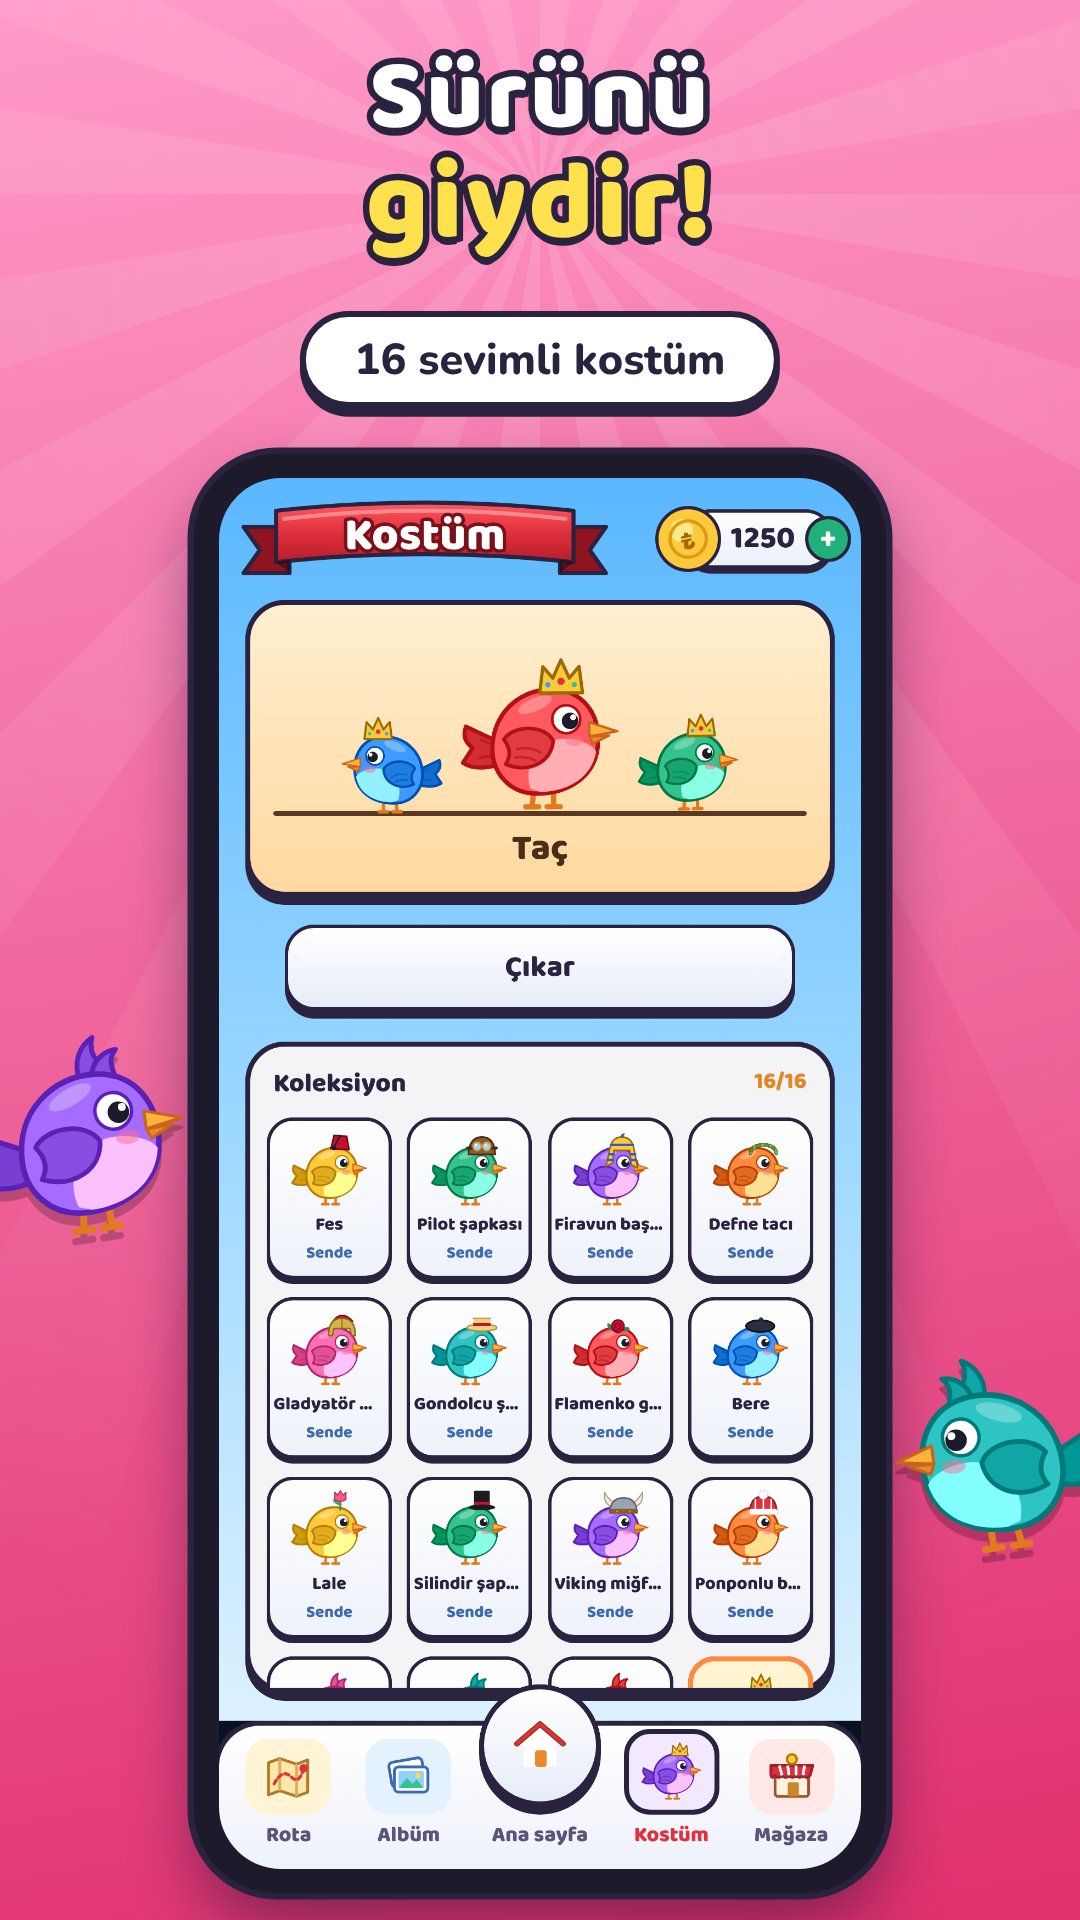 Sürünü
giydir!
16 sevimli kostüm
Kostüm
1250 +
Taç
Çıkar
Koleksiyon 16/16
Fes Pilot şapkası Firavun baş... Defne tacı
Sende Sende Sende Sende
Gladyatör ... Gondolcu ş... Flamenko g... Bere
Sende Sende Sende Sende
Lale Silindir şap... Viking miğf... Ponponlu b...
Sende Sende Sende Sende
Rota Albüm Ana sayfa Kostüm Mağaza